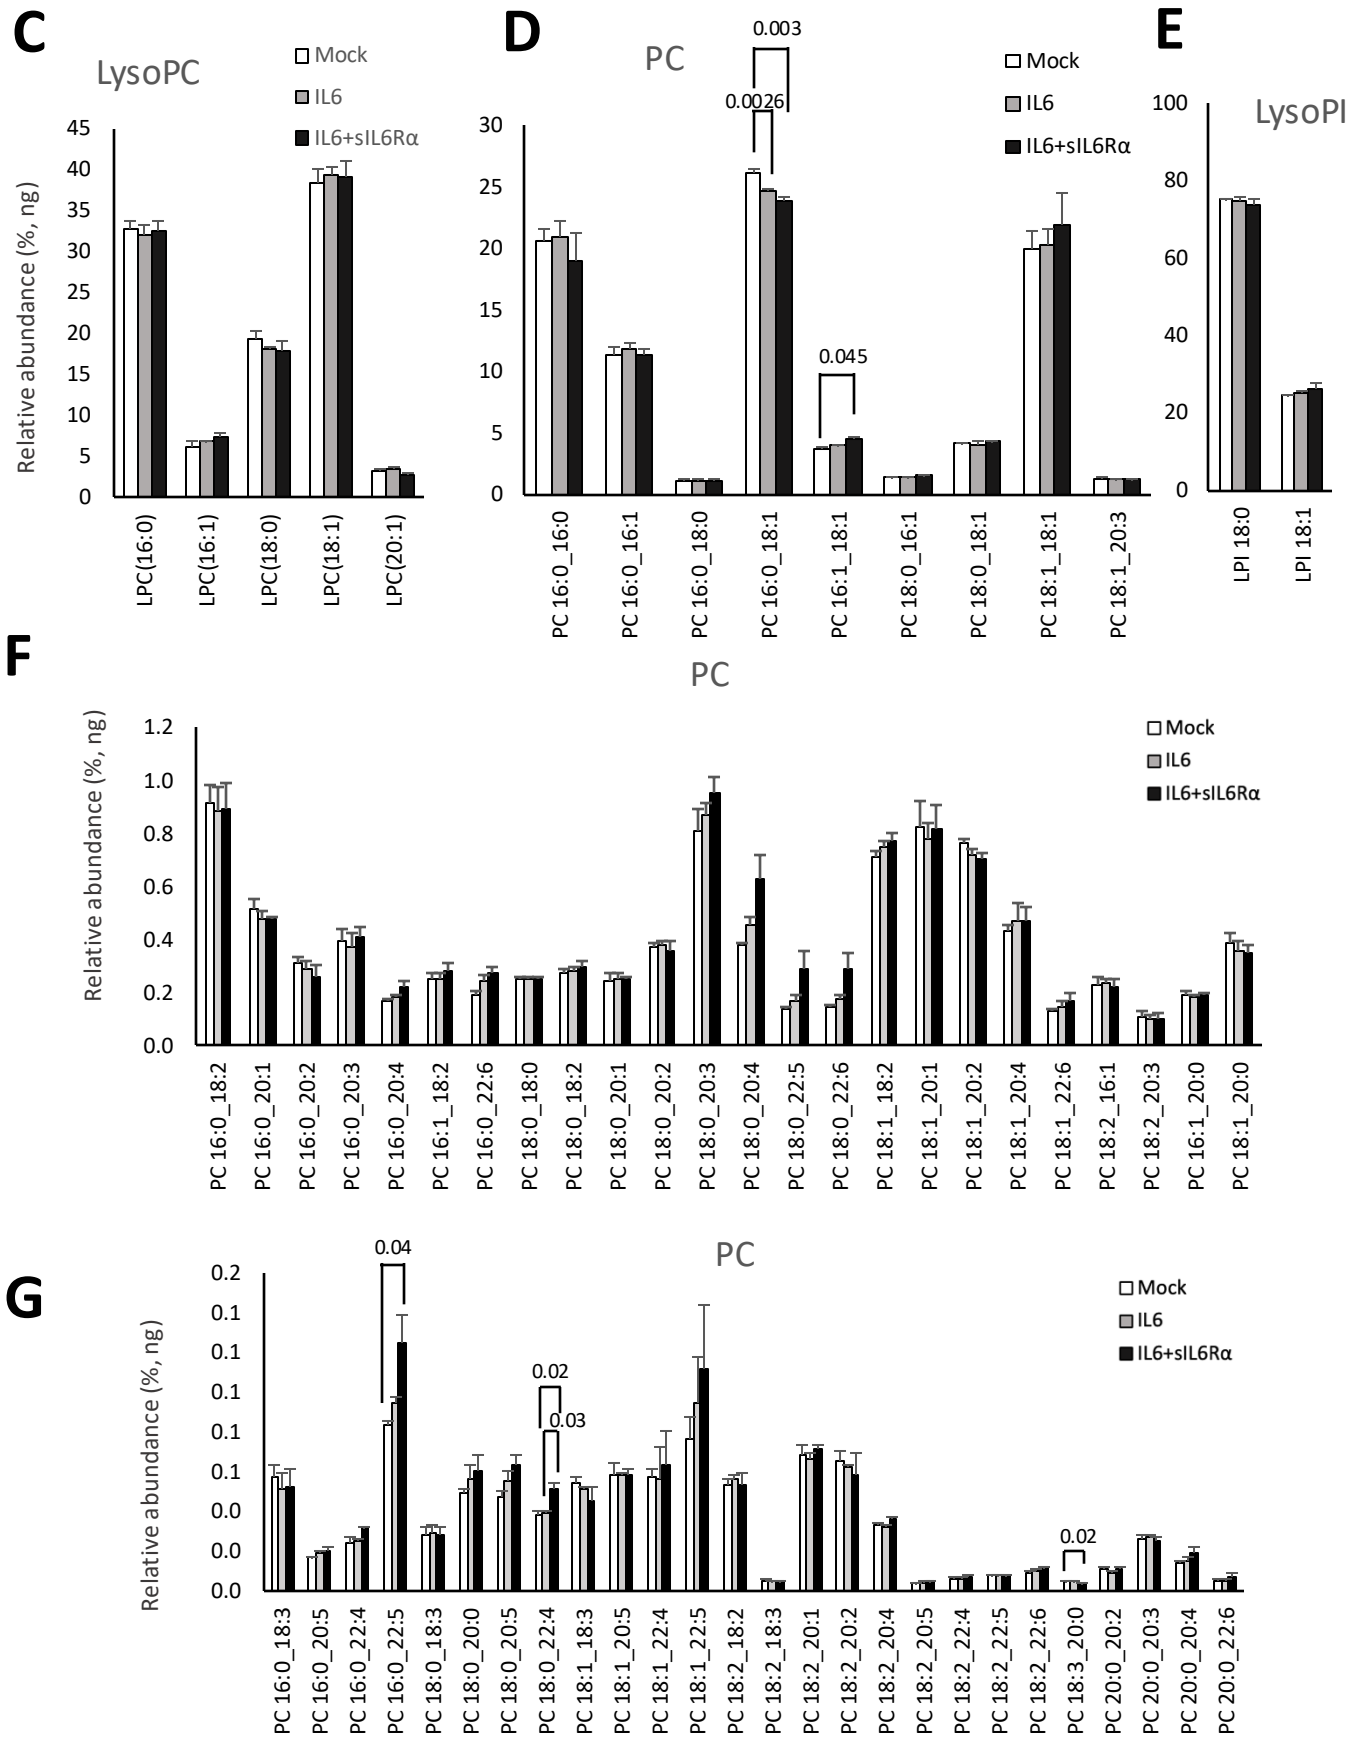 C
LysoPC
Mock
IL6
IL6+sIL6Rα
Relative abundance (%, ng)
45
40
35
30
25
20
15
10
5
0
LPC(16:0)
LPC(16:1)
LPC(18:0)
LPC(18:1)
LPC(20:1)
D
PC
0.003
0.0026
0.045
Mock
IL6
IL6+sIL6Rα
30
25
20
15
10
5
0
PC 16:0_16:0
PC 16:0_16:1
PC 16:0_18:0
PC 16:0_18:1
PC 16:1_18:1
PC 18:0_16:1
PC 18:0_18:1
PC 18:1_18:1
PC 18:1_20:3
E
LysoPI
100
80
60
40
20
0
LPI 18:0
LPI 18:1
F
PC
Mock
IL6
IL6+sIL6Rα
Relative abundance (%, ng)
1.2
1.0
0.8
0.6
0.4
0.2
0.0
PC 16:0_18:2
PC 16:0_20:1
PC 16:0_20:2
PC 16:0_20:3
PC 16:0_20:4
PC 16:1_18:2
PC 16:0_22:6
PC 18:0_18:0
PC 18:0_18:2
PC 18:0_20:1
PC 18:0_20:2
PC 18:0_20:3
PC 18:0_20:4
PC 18:0_22:5
PC 18:0_22:6
PC 18:1_18:2
PC 18:1_20:1
PC 18:1_20:2
PC 18:1_20:4
PC 18:1_22:6
PC 18:2_16:1
PC 18:2_20:3
PC 16:1_20:0
PC 18:1_20:0
G
PC
0.04
0.02
0.03
0.02
Mock
IL6
IL6+sIL6Rα
Relative abundance (%, ng)
0.2
0.1
0.1
0.1
0.1
0.1
0.0
0.0
0.0
PC 16:0_18:3
PC 16:0_20:5
PC 16:0_22:4
PC 16:0_22:5
PC 18:0_18:3
PC 18:0_20:0
PC 18:0_20:5
PC 18:0_22:4
PC 18:1_18:3
PC 18:1_20:5
PC 18:1_22:4
PC 18:1_22:5
PC 18:2_18:2
PC 18:2_18:3
PC 18:2_20:1
PC 18:2_20:2
PC 18:2_20:4
PC 18:2_20:5
PC 18:2_22:4
PC 18:2_22:5
PC 18:2_22:6
PC 18:3_20:0
PC 20:0_20:2
PC 20:0_20:3
PC 20:0_20:4
PC 20:0_22:6